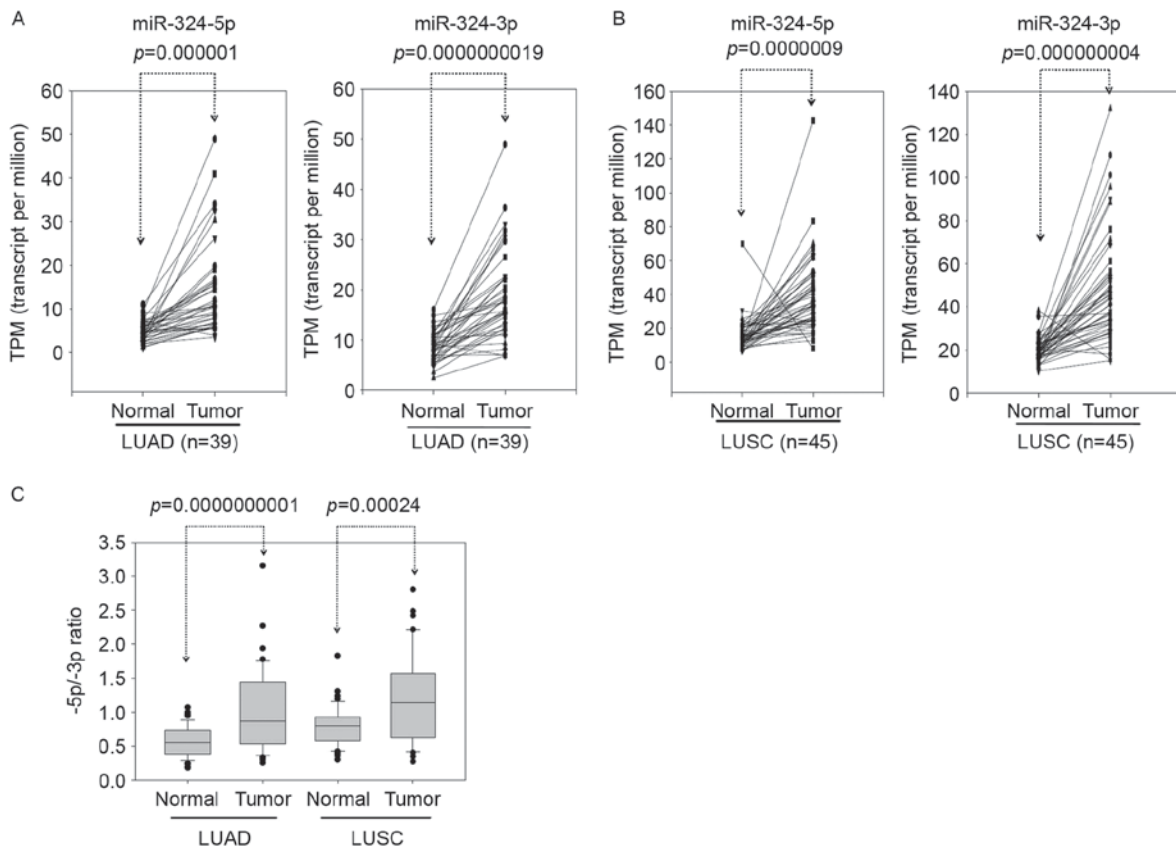 A
miR-324-5p
p=0.000001
TPM (transcript per million)
60
50
40
30
20
10
0
Normal Tumor
LUAD (n=39)
miR-324-3p
p=0.0000000019
TPM (transcript per million)
60
50
40
30
20
10
0
Normal Tumor
LUAD (n=39)
B
miR-324-5p
p=0.0000009
TPM (transcript per million)
160
140
120
100
80
60
40
20
0
Normal Tumor
LUSC (n=45)
miR-324-3p
p=0.000000004
TPM (transcript per million)
140
120
100
80
60
40
20
0
Normal Tumor
LUSC (n=45)
C
p=0.0000000001
p=0.00024
-5p/-3p ratio
3.5
3.0
2.5
2.0
1.5
1.0
0.5
0.0
Normal Tumor Normal Tumor
LUAD LUSC